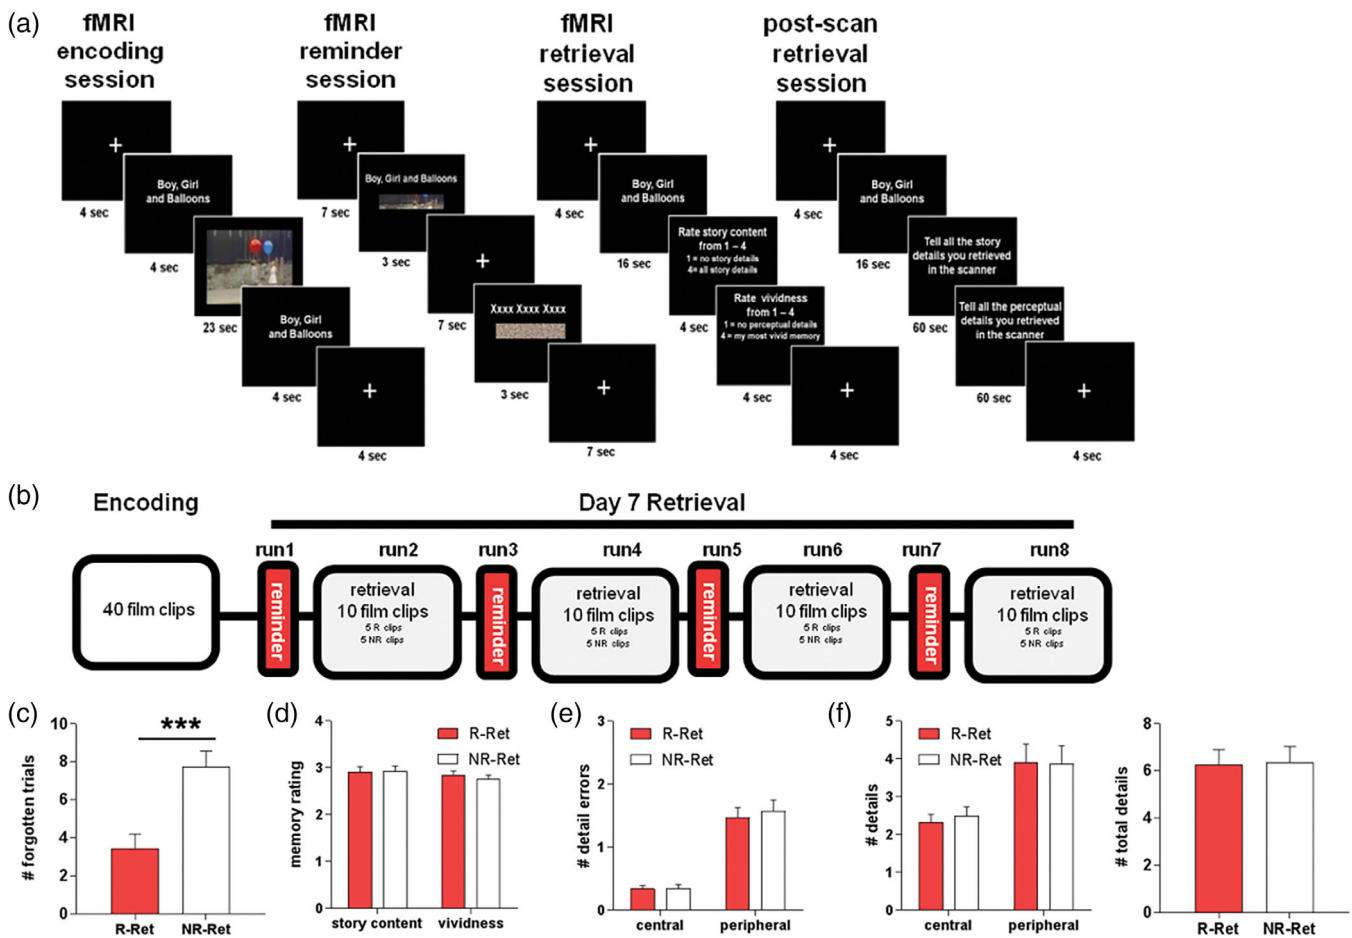 (a)
fMRI
encoding
session
fMRI
reminder
session
fMRI
retrieval
session
post-scan
retrieval
session
4 sec
Boy, Girl
and Balloons
4 sec
23 sec
Boy, Girl
and Balloons
4 sec
4 sec
7 sec
Boy, Girl and Balloons
3 sec
7 sec
Xxxx Xxxx Xxxx
3 sec
7 sec
4 sec
Boy, Girl
and Balloons
16 sec
Rate story content
from 1 – 4
1 = no story details
4= all story details
4 sec
Rate vividness
from 1 – 4
1 = no perceptual details
4 = my most vivid memory
4 sec
4 sec
4 sec
Boy, Girl
and Balloons
16 sec
Tell all the story
details you retrieved
in the scanner
60 sec
Tell all the perceptual
details you retrieved
in the scanner
60 sec
4 sec
(b)
Encoding
Day 7 Retrieval
run1
run2
run3
run4
run5
run6
run7
run8
40 film clips
reminder
retrieval
10 film clips
5 R clips
5 NR clips
reminder
retrieval
10 film clips
5 R clips
5 NR clips
reminder
retrieval
10 film clips
5 R clips
5 NR clips
reminder
retrieval
10 film clips
5 R clips
5 NR clips
(c)
# forgotten trials
10
8
6
4
2
0
***
R-Ret
NR-Ret
(d)
memory rating
4
3
2
1
0
R-Ret
NR-Ret
story content
vividness
(e)
# detail errors
3
2
1
0
R-Ret
NR-Ret
central
peripheral
(f)
# details
5
4
3
2
1
0
R-Ret
NR-Ret
central
peripheral
# total details
8
6
4
2
0
R-Ret
NR-Ret